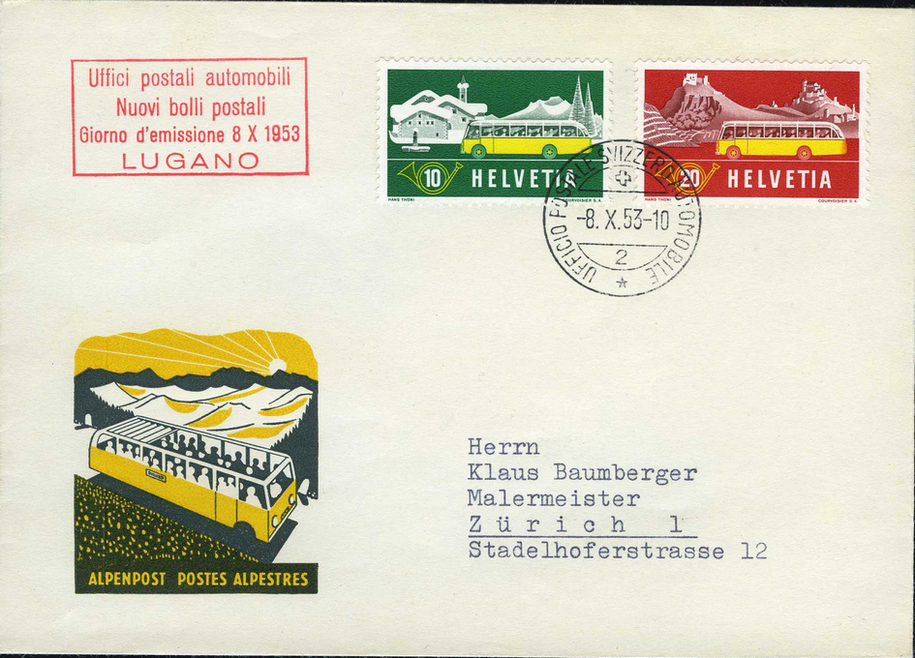 Uffici postali automobili
Nuovi bolli postali
Giorno d'emissione 8 X 1953
LUGANO
10 HELVETIA
HANS THÖNI COURVOISIER S.A.
20 HELVETIA
HANS THÖNI COURVOISIER S.A.
UFFICIO POSTALE SVIZZERO AUTOMOBILE
-8. X. 53-10
2
Herrn
Klaus Baumberger
Malermeister
Zürich 1
Stadelhoferstrasse 12
ALPENPOST POSTES ALPESTRES